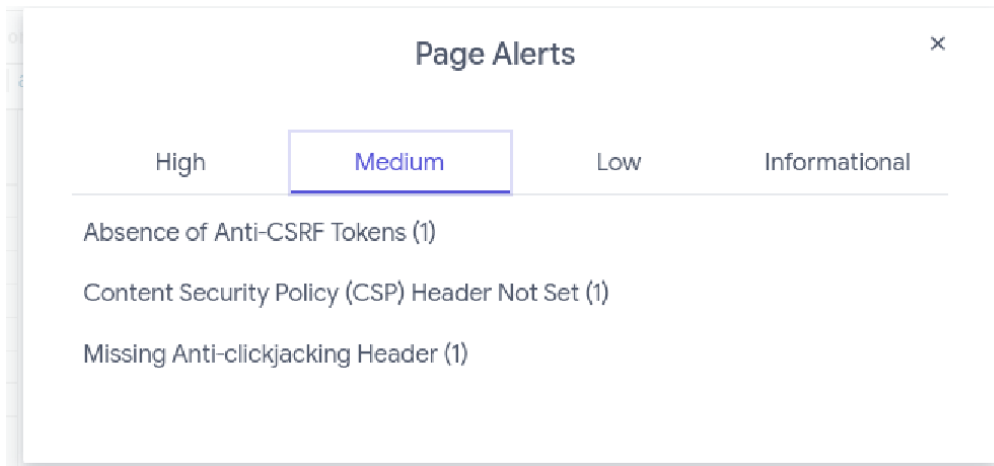 Page Alerts
×
High Medium Low Informational
Absence of Anti-CSRF Tokens (1)
Content Security Policy (CSP) Header Not Set (1)
Missing Anti-clickjacking Header (1)